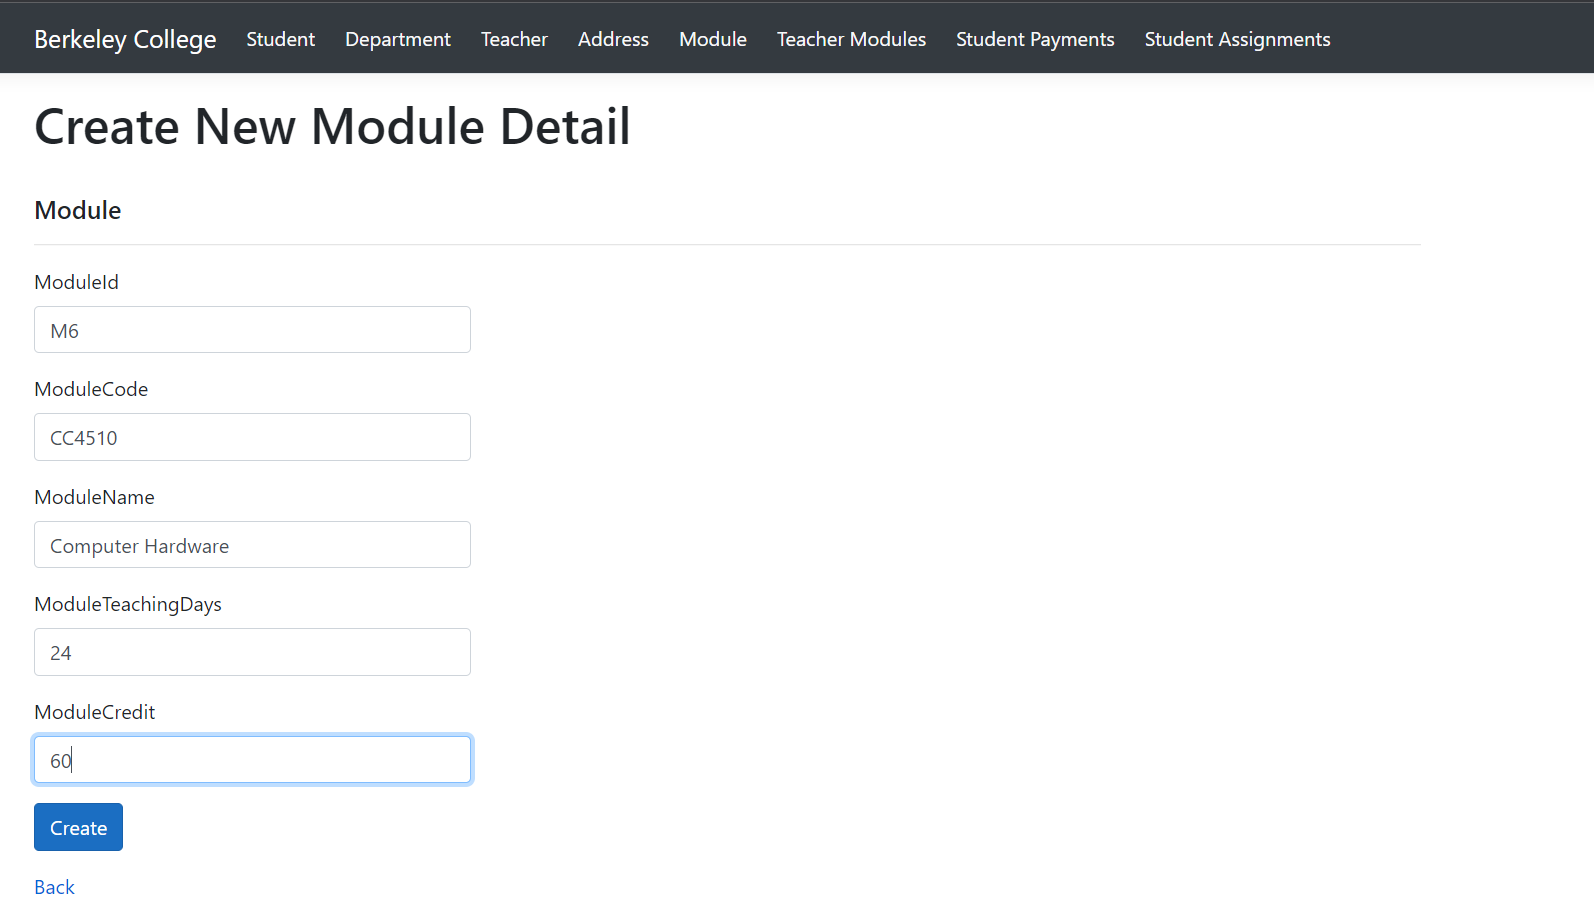 Berkeley College Student Department Teacher Address Module Teacher Modules Student Payments Student Assignments
Create New Module Detail
Module
ModuleId
M6
ModuleCode
CC4510
ModuleName
Computer Hardware
ModuleTeachingDays
24
ModuleCredit
60
Create
Back